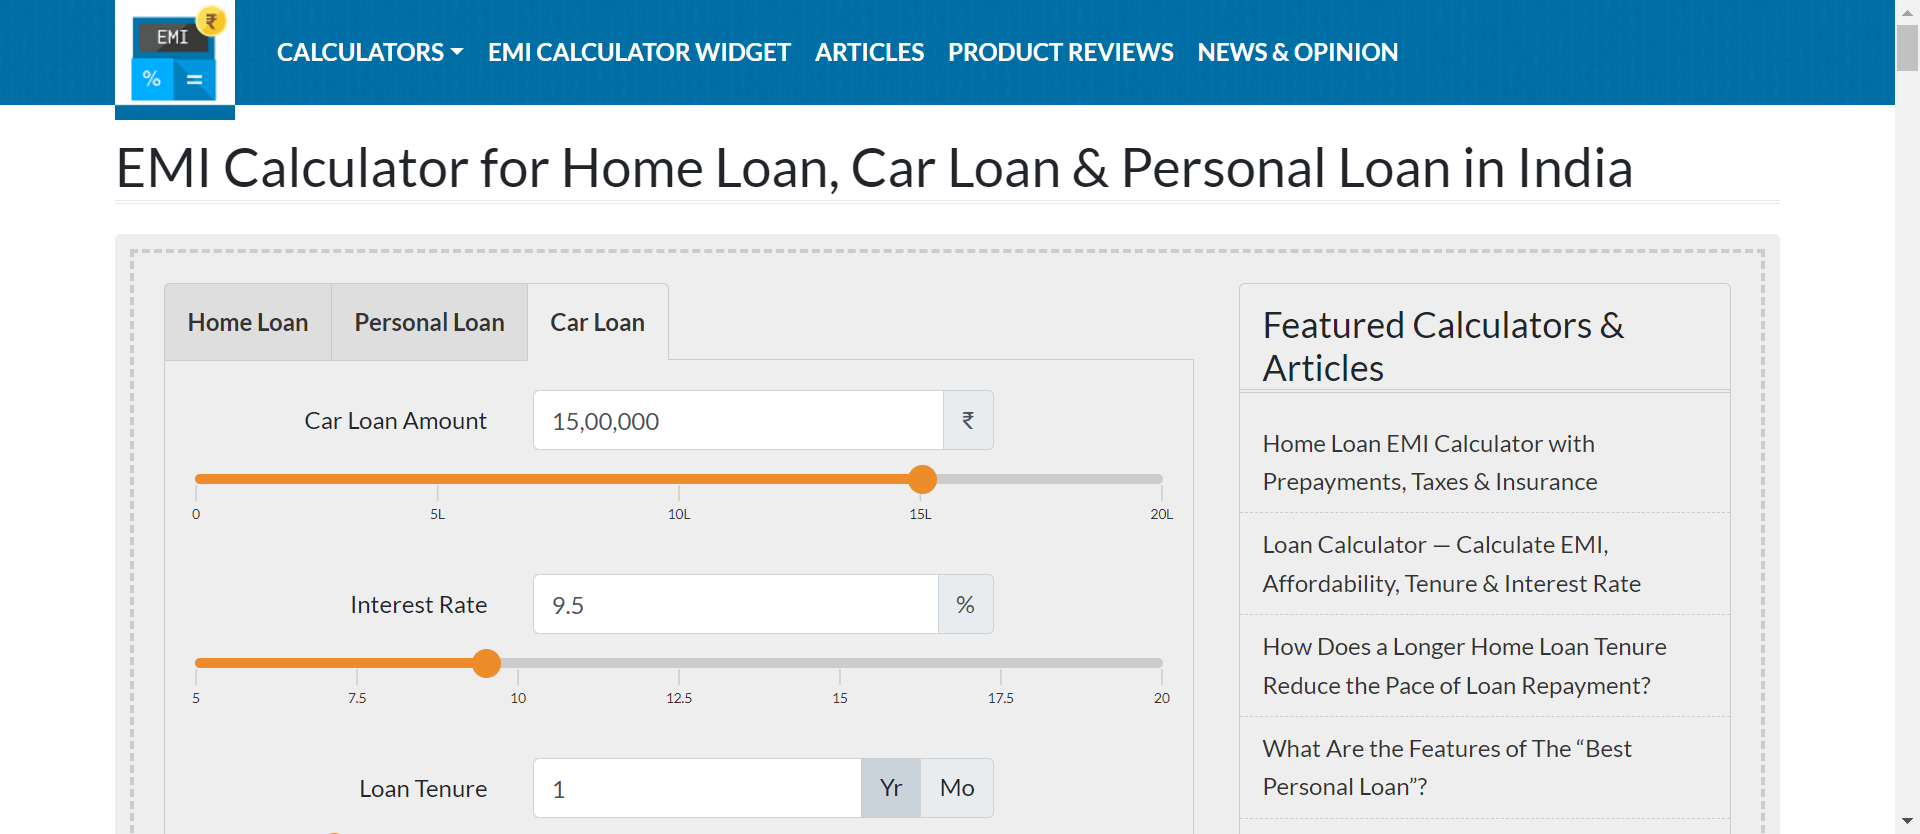 EMI
₹
%
=
CALCULATORS
EMI CALCULATOR WIDGET
ARTICLES
PRODUCT REVIEWS
NEWS & OPINION
EMI Calculator for Home Loan, Car Loan & Personal Loan in India
Home Loan
Personal Loan
Car Loan
Car Loan Amount
15,00,000
₹
0
5L
10L
15L
20L
Interest Rate
9.5
%
5
7.5
10
12.5
15
17.5
20
Loan Tenure
1
Yr
Mo
Featured Calculators &
Articles
Home Loan EMI Calculator with
Prepayments, Taxes & Insurance
Loan Calculator — Calculate EMI,
Affordability, Tenure & Interest Rate
How Does a Longer Home Loan Tenure
Reduce the Pace of Loan Repayment?
What Are the Features of The “Best
Personal Loan”?